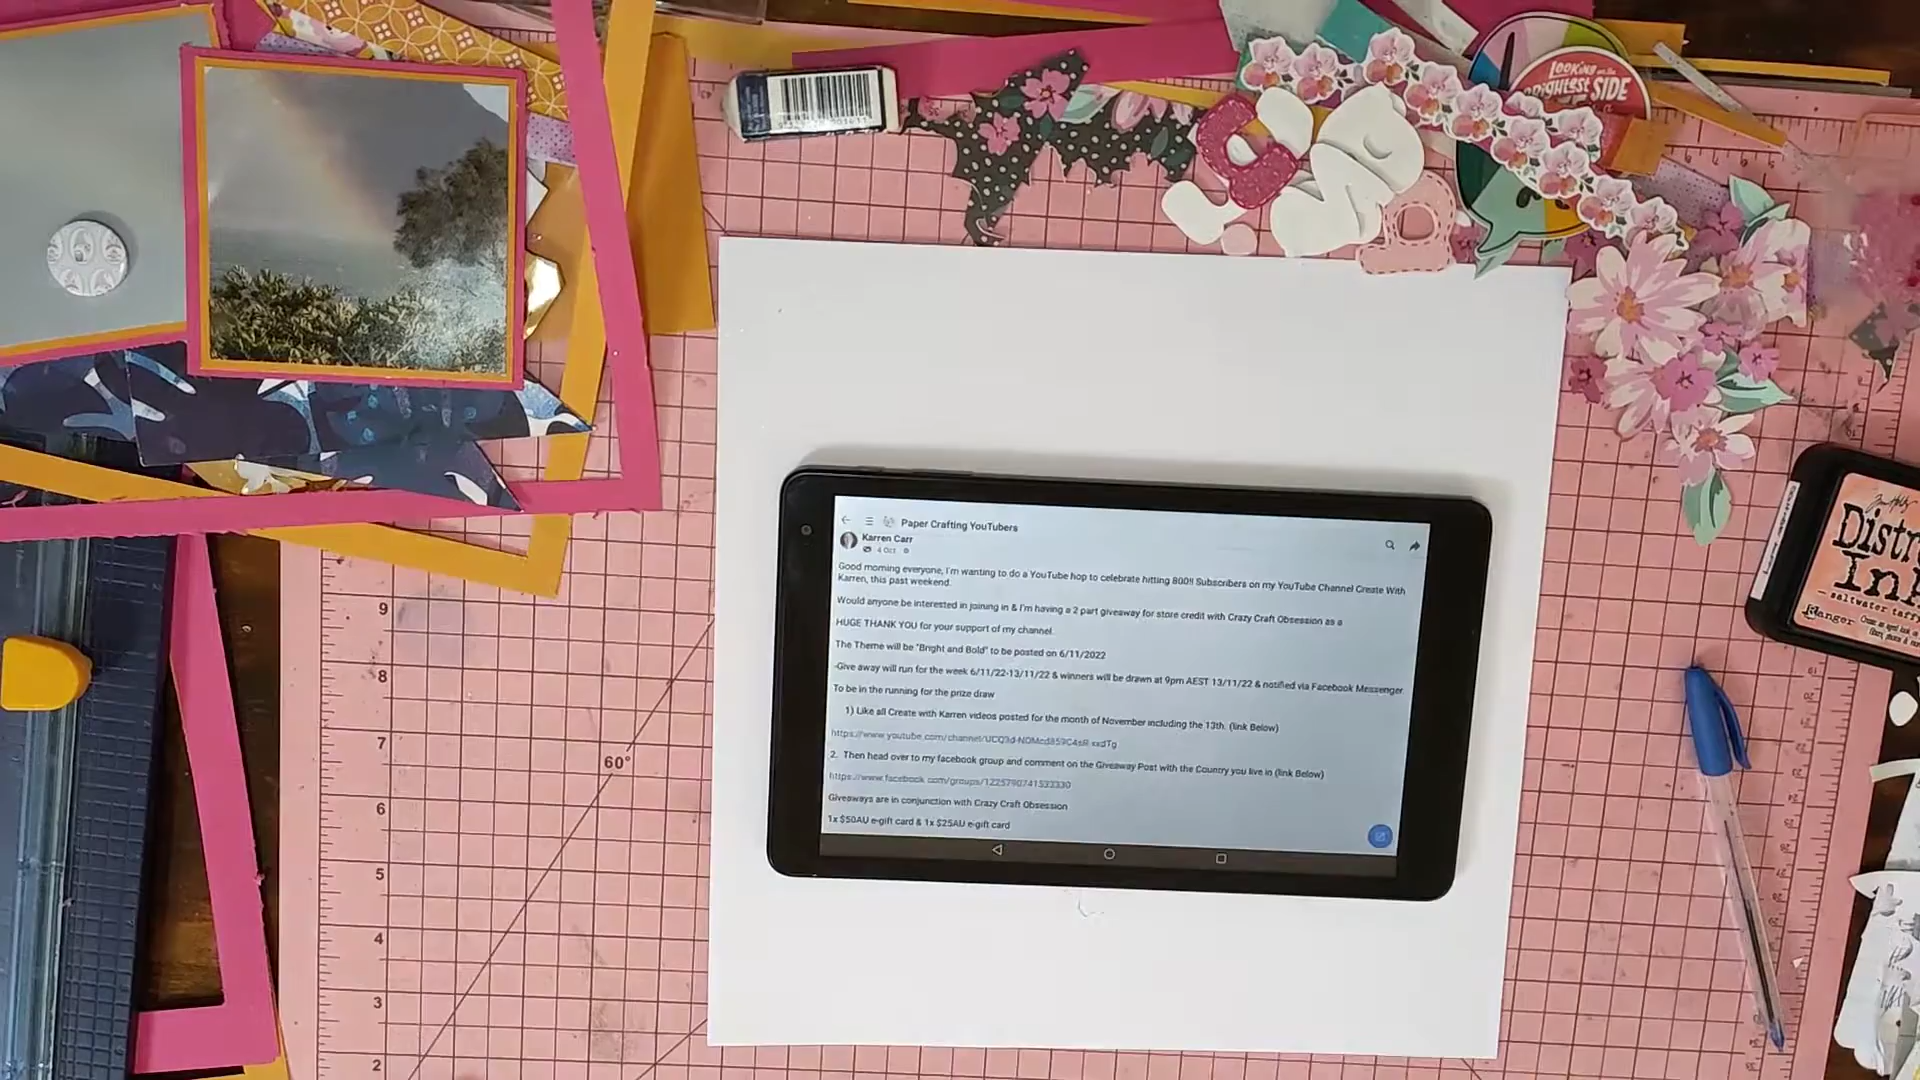 LOOKING
BRIGHTEST SIDE
Paper Crafting YouTubers
Karren Carr
4 Oct
Good morning everyone, I'm wanting to do a YouTube hop to celebrate hitting 800!! Subscribers on my YouTube Channel Create With
Karren, this past weekend.
Would anyone be interested in joining in & I'm having a 2 part giveaway for store credit with Crazy Craft Obsession as a
HUGE THANK YOU for your support of my channel.
The Theme will be "Bright and Bold" to be posted on 6/11/2022
-Give away will run for the week 6/11/22-13/11/22 & winners will be drawn at 9pm AEST 13/11/22 & notified via Facebook Messenger.
To be in the running for the prize draw
1) Like all Create with Karren videos posted for the month of November including the 13th. (link Below)
2. Then head over to my facebook group and comment on the Giveaway Post with the Country you live in (link Below)
https://www.facebook.com/groups/1225790741533330
Giveaways are in conjunction with Crazy Craft Obsession
1x $50AU e-gift card & 1x $25AU e-gift card
Tim Holtz
Distr
Ink
Ranger
9
8
7
60°
6
5
4
3
2